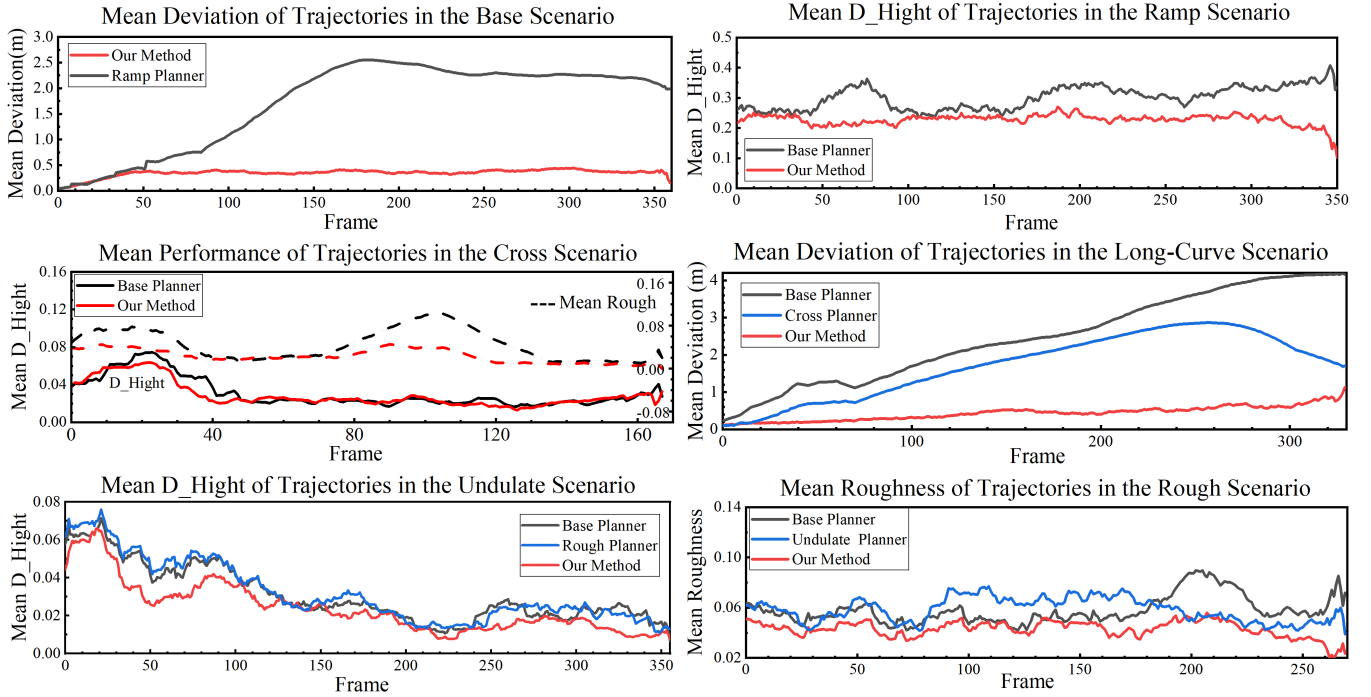 Mean Deviation of Trajectories in the Base Scenario
Mean Deviation(m)
3.0
2.5
2.0
1.5
1.0
0.5
0.0
Our Method
Ramp Planner
0 50 100 150 200 250 300 350
Frame
Mean D_Hight of Trajectories in the Ramp Scenario
Mean D_Hight
0.5
0.4
0.3
0.2
0.1
0.0
Base Planner
Our Method
0 50 100 150 200 250 300 350
Frame
Mean Performance of Trajectories in the Cross Scenario
Mean D_Hight
0.16
0.12
0.08
0.04
0.00
Base Planner
Our Method
Mean Rough
D_Hight
0.16
0.08
0.00
-0.08
0 40 80 120 160
Frame
Mean Deviation of Trajectories in the Long-Curve Scenario
Mean Deviation (m)
4
3
2
1
0
Base Planner
Cross Planner
Our Method
0 100 200 300
Frame
Mean D_Hight of Trajectories in the Undulate Scenario
Mean D_Hight
0.08
0.06
0.04
0.02
0.00
Base Planner
Rough Planner
Our Method
0 50 100 150 200 250 300 350
Frame
Mean Roughness of Trajectories in the Rough Scenario
Mean Roughness
0.14
0.10
0.06
0.02
Base Planner
Undulate Planner
Our Method
0 50 100 150 200 250
Frame